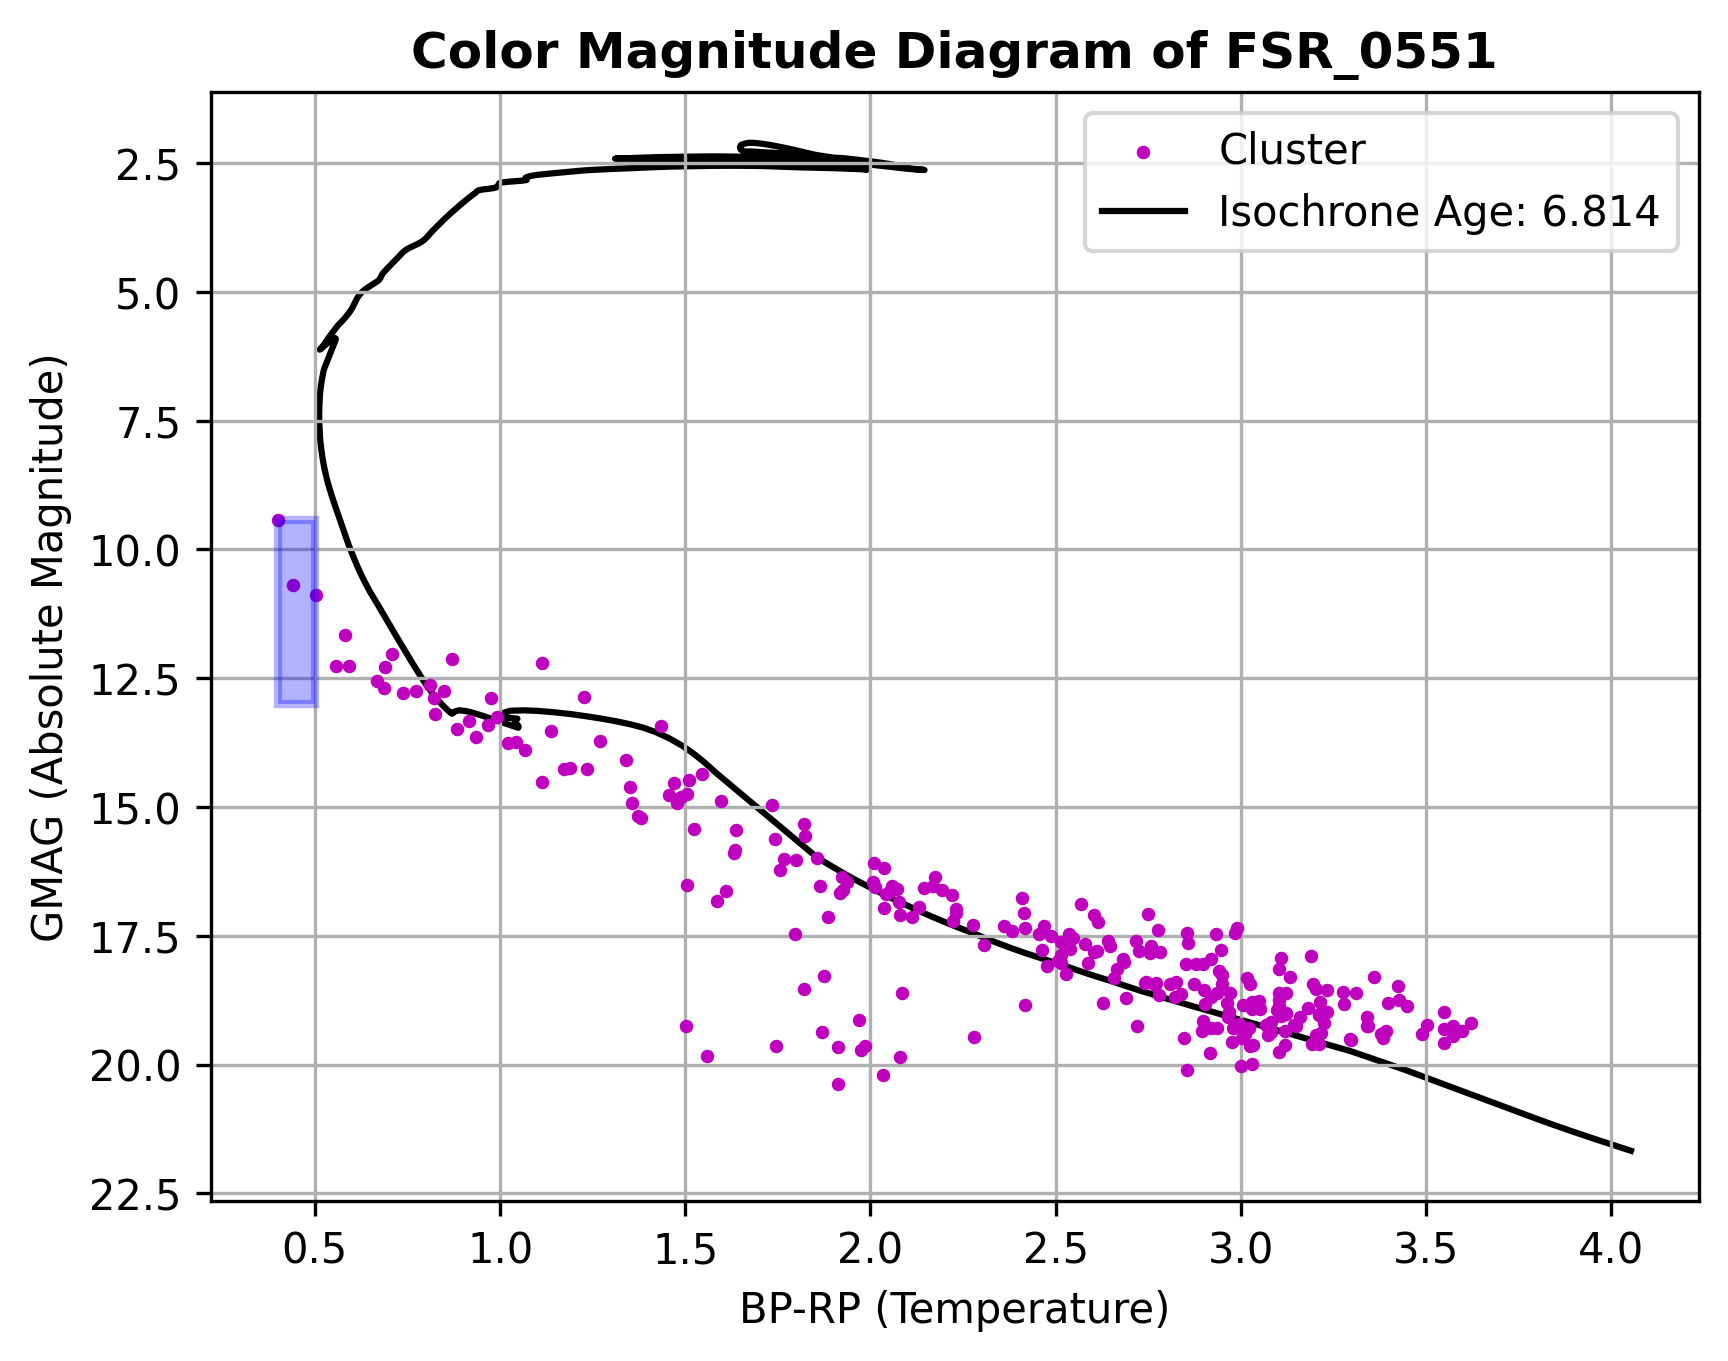 Color Magnitude Diagram of FSR_0551
Cluster
Isochrone Age: 6.814
GMAG (Absolute Magnitude)
2.5
5.0
7.5
10.0
12.5
15.0
17.5
20.0
22.5
0.5 1.0 1.5 2.0 2.5 3.0 3.5 4.0
BP-RP (Temperature)